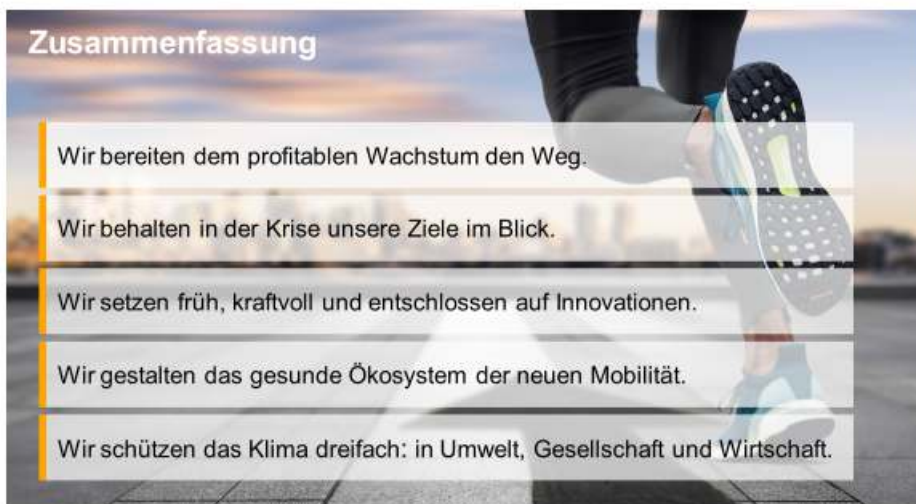 Zusammenfassung
Wir bereiten dem profitablen Wachstum den Weg.
Wir behalten in der Krise unsere Ziele im Blick.
Wir setzen früh, kraftvoll und entschlossen auf Innovationen.
Wir gestalten das gesunde Ökosystem der neuen Mobilität.
Wir schützen das Klima dreifach: in Umwelt, Gesellschaft und Wirtschaft.